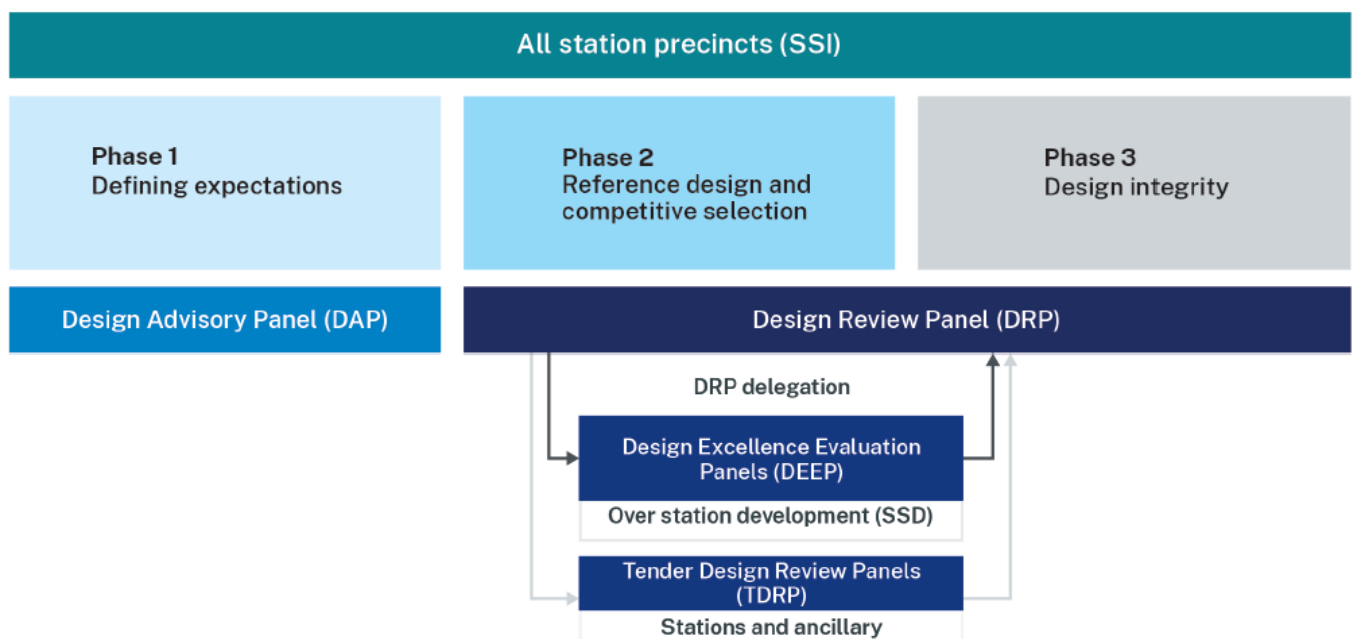 All station precincts (SSI)
Phase 1
Defining expectations
Phase 2
Reference design and
competitive selection
Phase 3
Design integrity
Design Advisory Panel (DAP)
Design Review Panel (DRP)
DRP delegation
Design Excellence Evaluation
Panels (DEEP)
Over station development (SSD)
Tender Design Review Panels
(TDRP)
Stations and ancillary